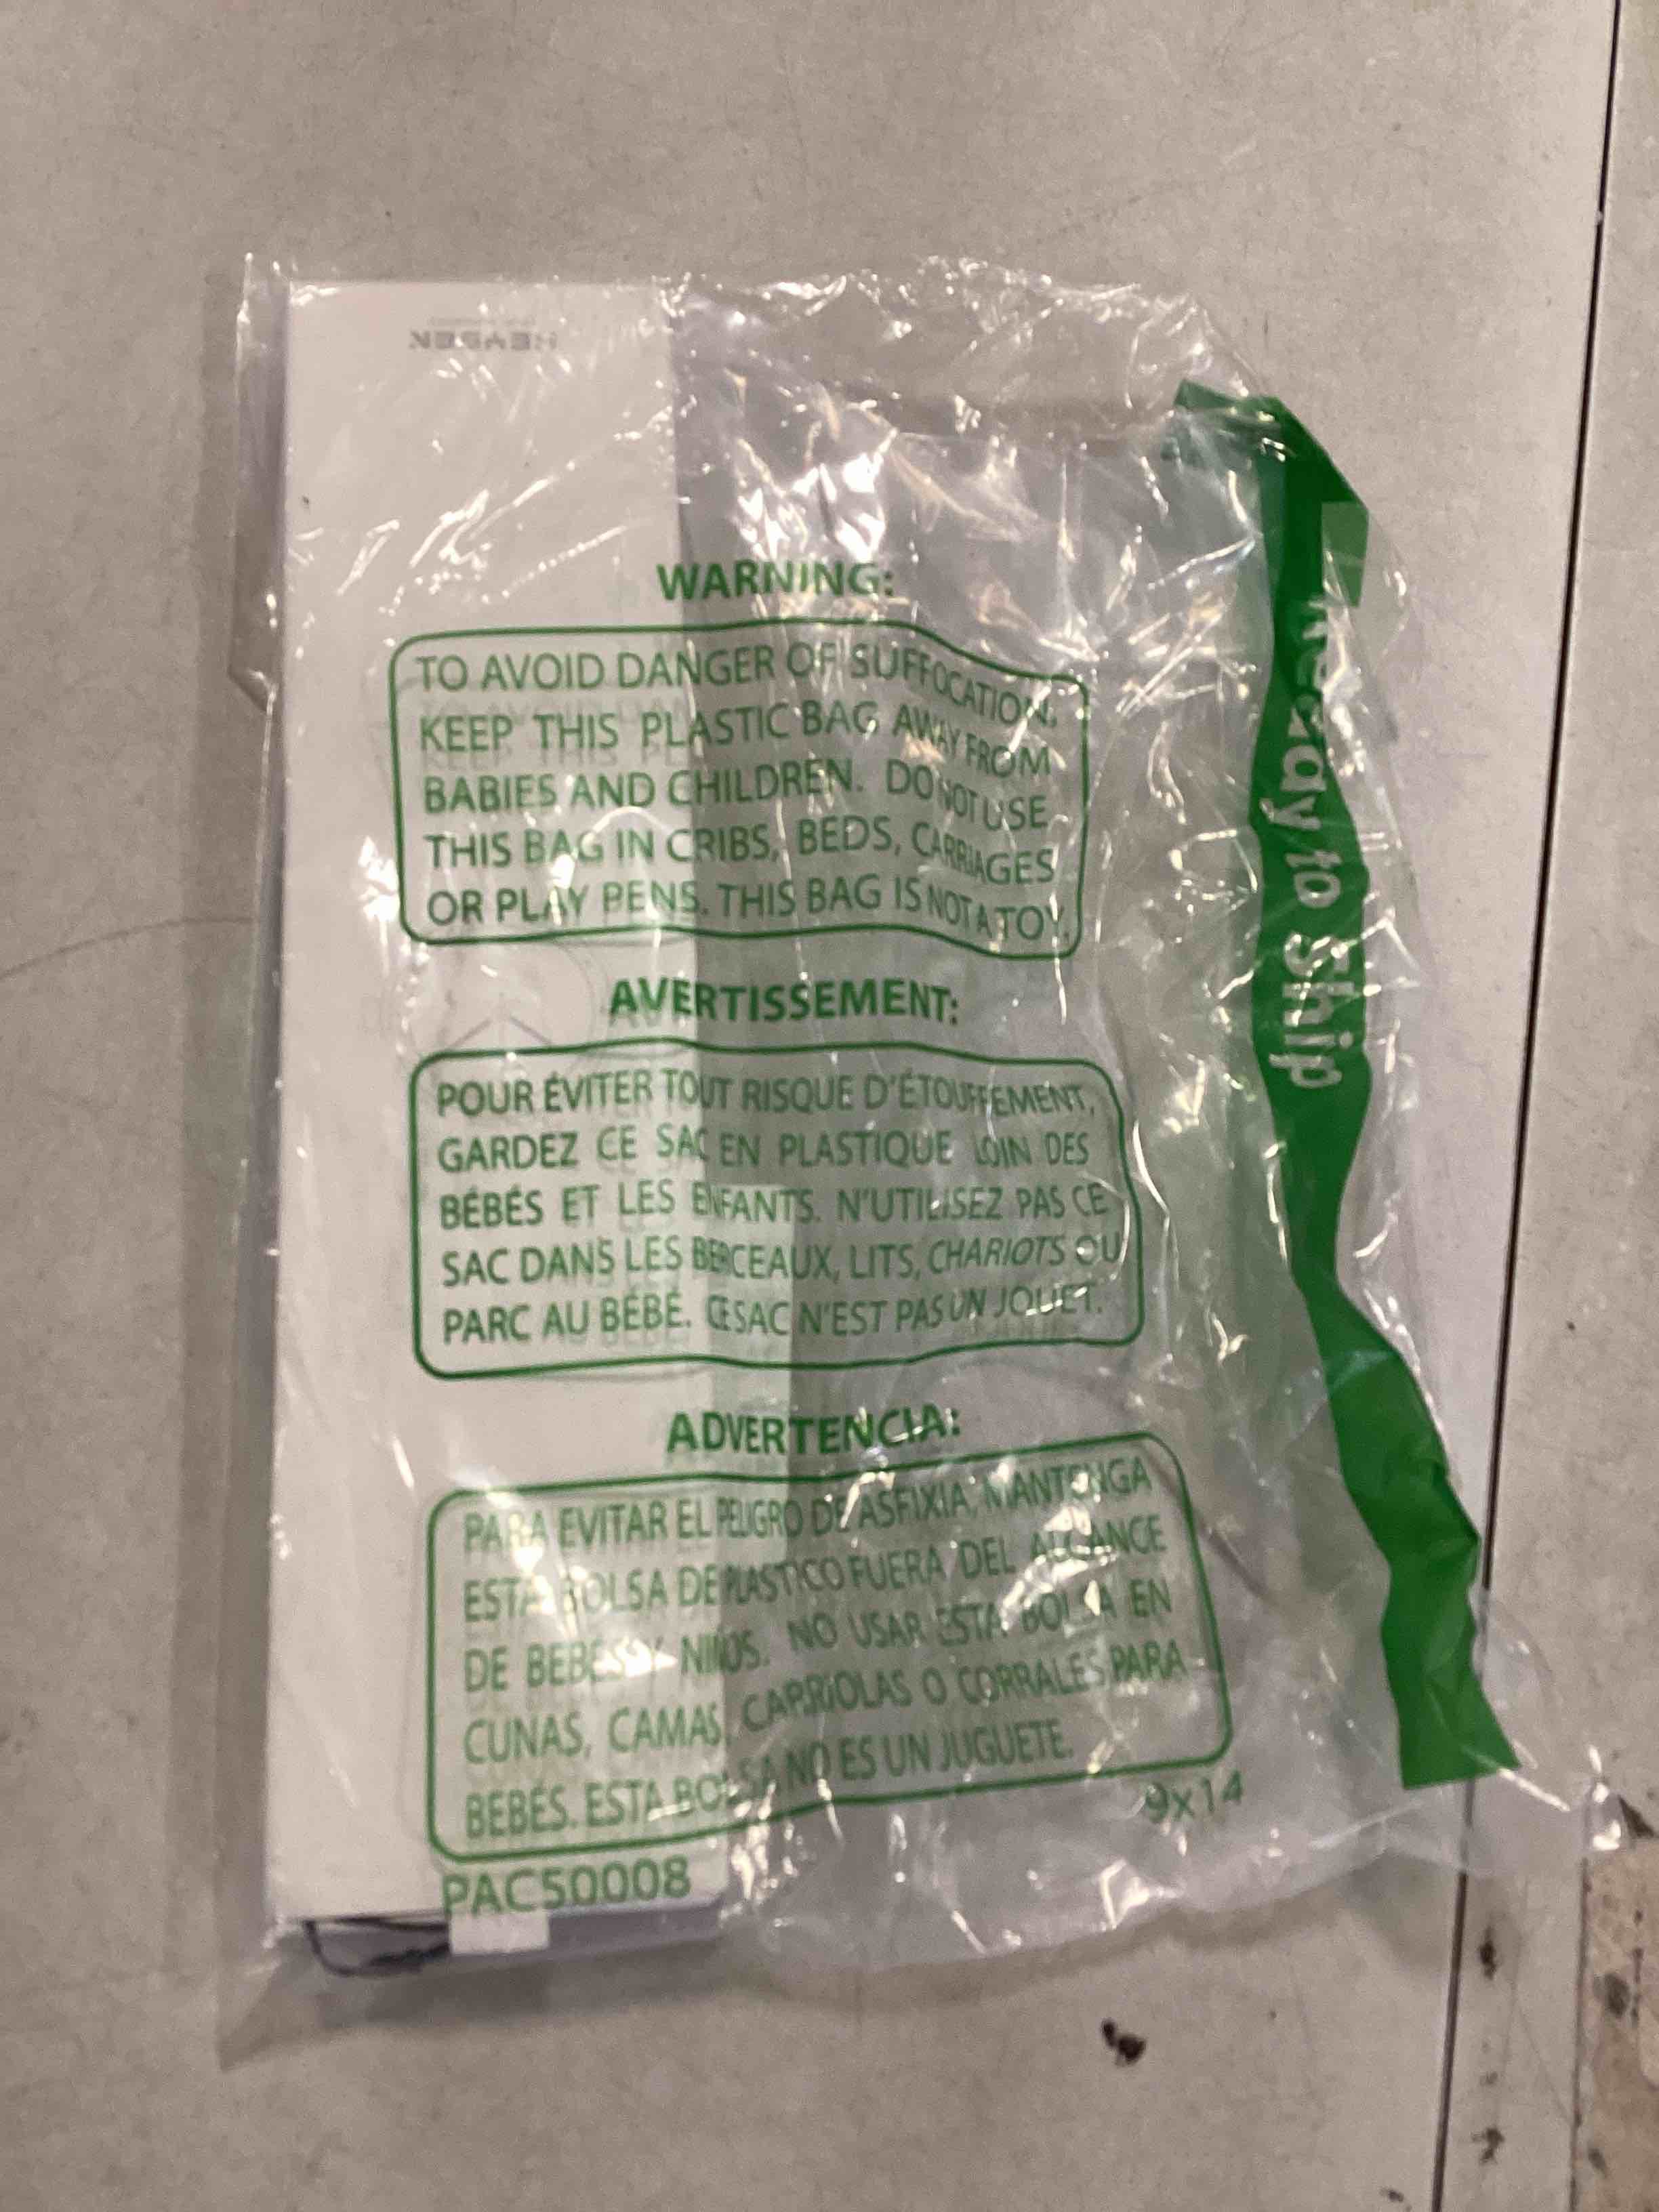 WARNING:
TO AVOID DANGER OF SUFFOCATION,
KEEP THIS PLASTIC BAG AWAY FROM
BABIES AND CHILDREN. DO NOT USE
THIS BAG IN CRIBS, BEDS, CARRIAGES
OR PLAY PENS. THIS BAG IS NOT A TOY.
AVERTISSEMENT:
POUR ÉVITER TOUT RISQUE D'ÉTOUFFEMENT,
GARDEZ CE SAC EN PLASTIQUE LOIN DES
BÉBÉS ET LES ENFANTS. N'UTILISEZ PAS CE
SAC DANS LES BERCEAUX, LITS, CHARIOTS OU
PARC AU BÉBÉ. CE SAC N'EST PAS UN JOUET.
ADVERTENCIA:
PARA EVITAR EL PELIGRO DE ASFIXIA, MANTENGA
ESTA BOLSA DE PLASTICO FUERA DEL ALCANCE
DE BEBÉS Y NIÑOS. NO USAR ESTA BOLSA EN
CUNAS, CAMAS, CARRIOLAS O CORRALES PARA
BEBÉS. ESTA BOLSA NO ES UN JUGUETE.
9x14
PAC50008
Ready to Ship